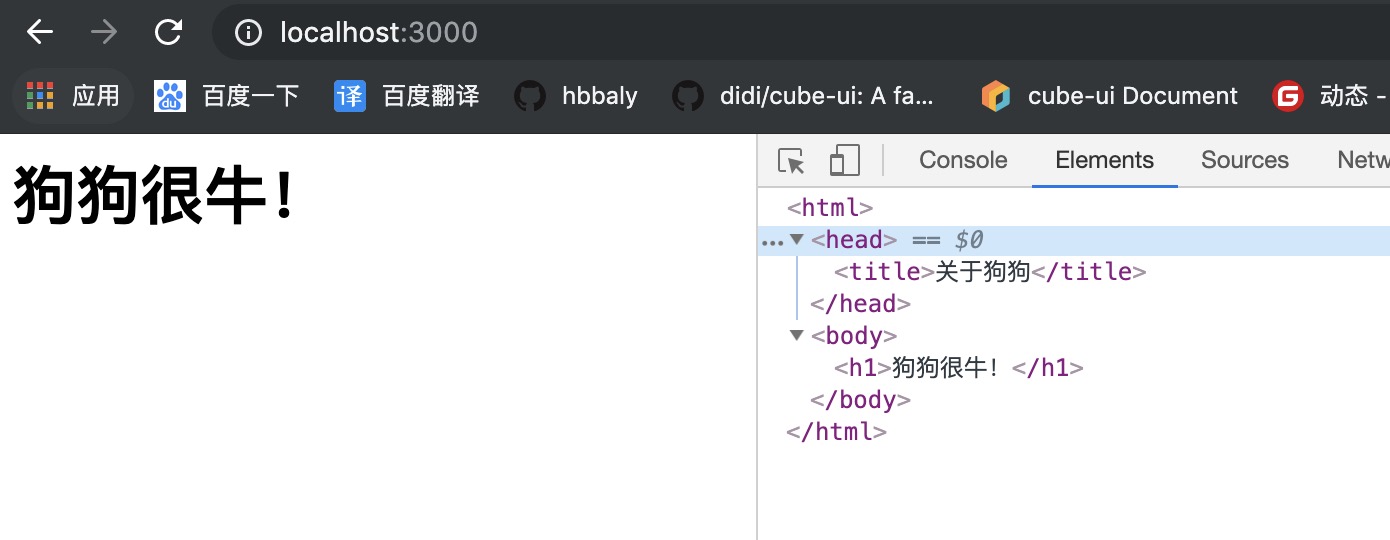 localhost:3000
应用 百度一下 百度翻译 hbbaly didi/cube-ui: A fa... cube-ui Document 动态 -
狗狗很牛！
Console Elements Sources Netw
<html>
... ▼ <head> == $0
<title>关于狗狗</title>
</head>
▼ <body>
<h1>狗狗很牛！</h1>
</body>
</html>